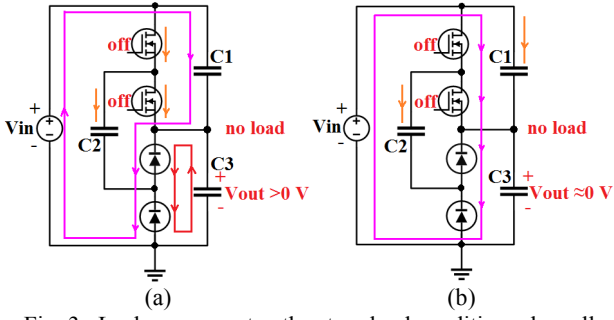 off
C1
off
+
Vin
-
C2
no load
C3
+
Vout >0 V
-
(a)
off
C1
off
+
Vin
-
C2
no load
C3
+
Vout ≈0 V
-
(b)